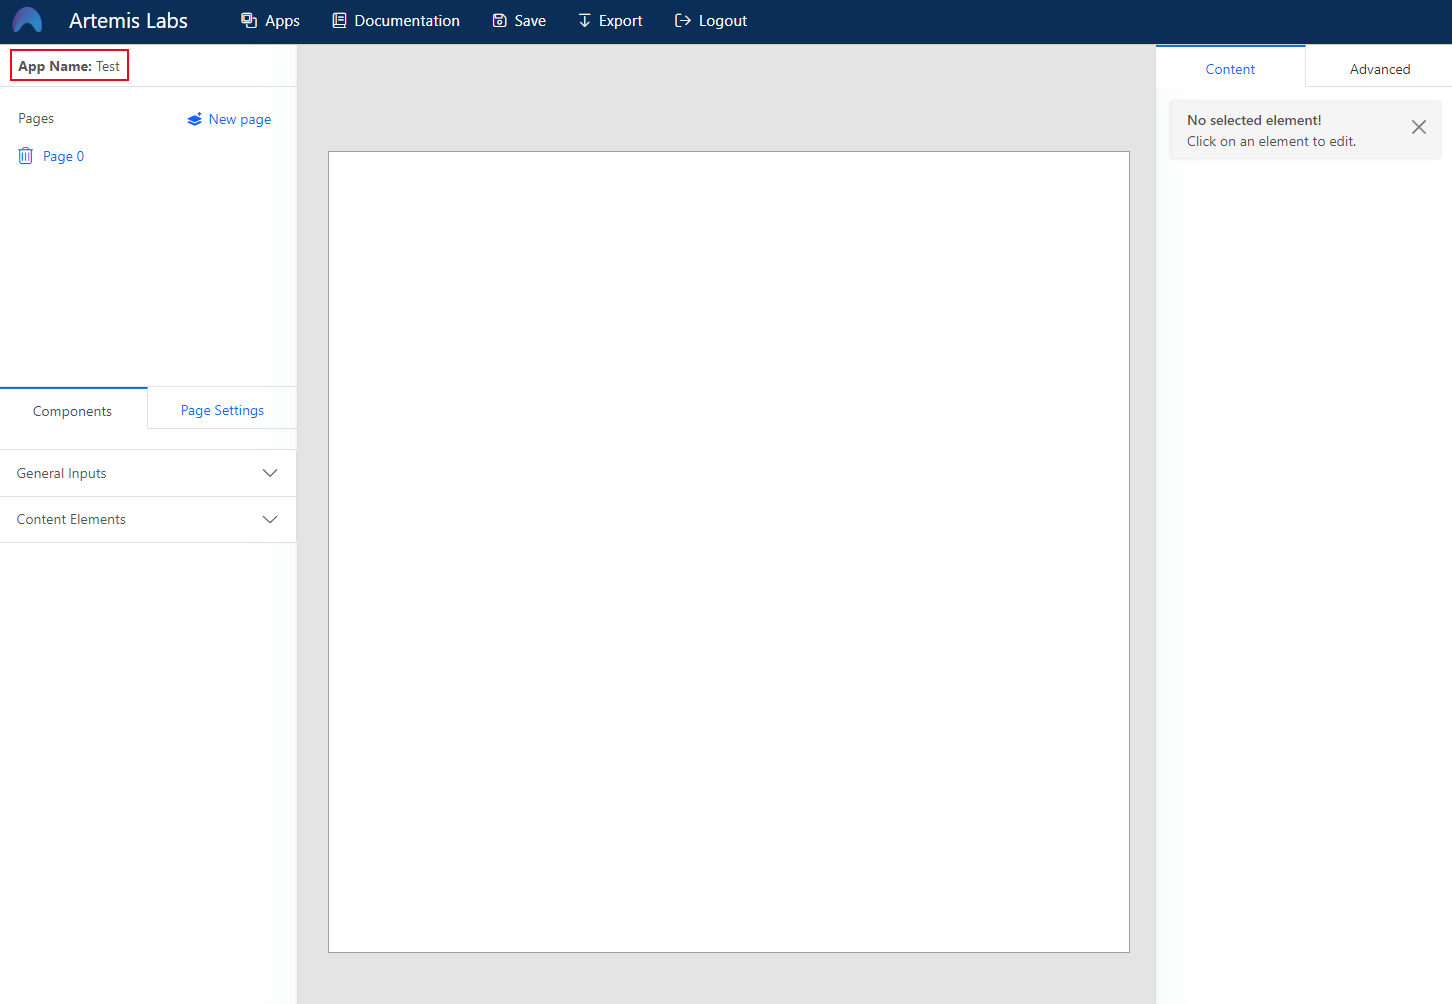 Artemis Labs
Apps
Documentation
Save
Export
Logout
App Name: Test
Pages
New page
Page 0
Components
Page Settings
General Inputs
Content Elements
Content
Advanced
No selected element!
Click on an element to edit.